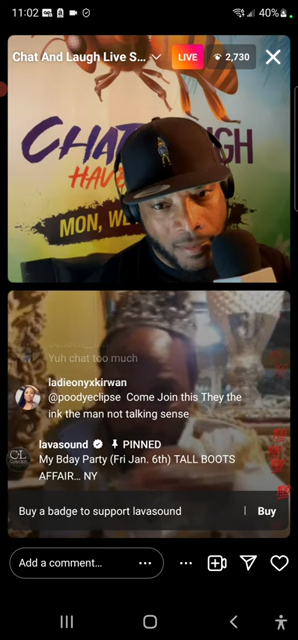 11:02
40%
Chat And Laugh Live S...
LIVE
2,730
CHAT
GH
HAV
MON, WE
Yuh chat too much
ladieonyxkirwan
@poodyeclipse Come Join this They the
ink the man not talking sense
lavasound PINNED
My Bday Party (Fri Jan. 6th) TALL BOOTS
AFFAIR... NY
Buy a badge to support lavasound
Buy
Add a comment...